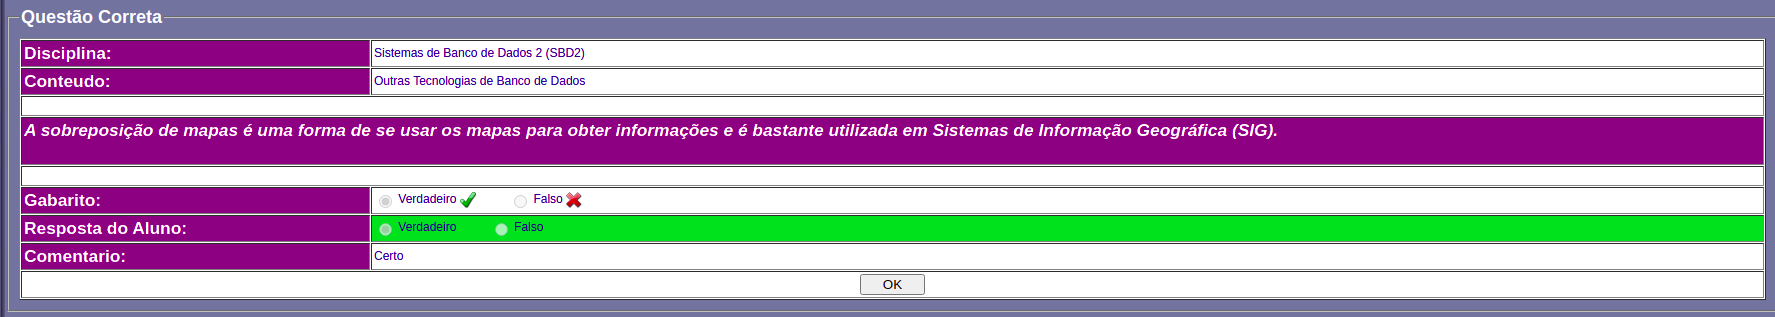 Questão Correta
Disciplina: Sistemas de Banco de Dados 2 (SBD2)
Conteudo: Outras Tecnologias de Banco de Dados
A sobreposição de mapas é uma forma de se usar os mapas para obter informações e é bastante utilizada em Sistemas de Informação Geográfica (SIG).
Gabarito: Verdadeiro Falso
Resposta do Aluno: Verdadeiro Falso
Comentario: Certo
OK